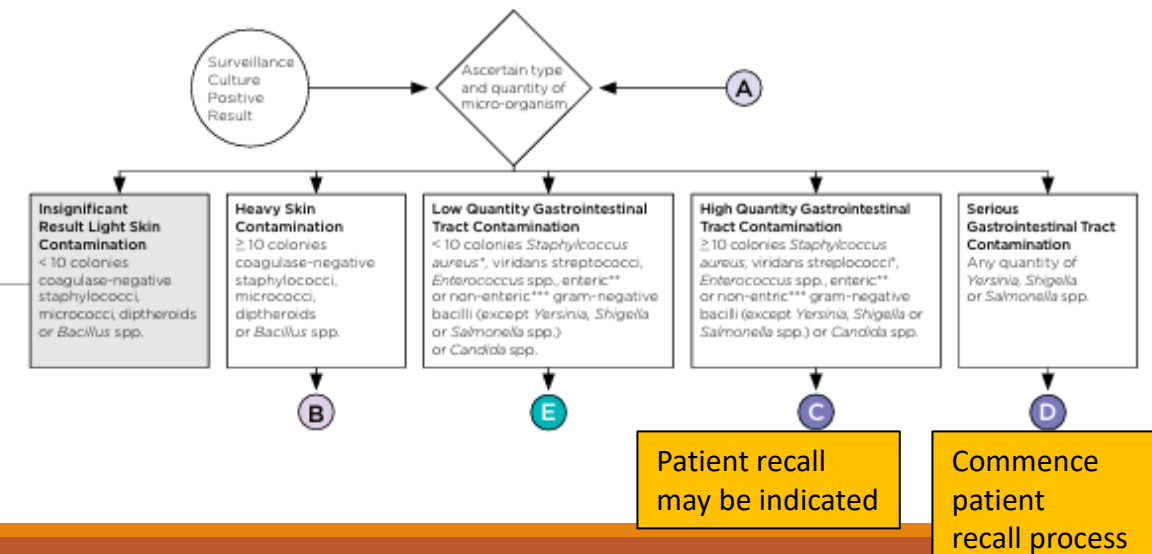 Surveillance
Culture
Positive
Result
Ascertain type
and quantity of
micro-organism
A
Insignificant
Result Light Skin
Contamination
< 10 colonies
coagulase-negative
staphylococci,
micrococci, diptheroids
or Bacillus spp.
Heavy Skin
Contamination
≥ 10 colonies
coagulase-negative
staphylococci,
micrococci,
diptheroids
or Bacillus spp.
Low Quantity Gastrointestinal
Tract Contamination
< 10 colonies Staphylcoccus
aureus*, viridans streptococci,
Enterococcus spp., enteric**
or non-enteric*** gram-negative
bacilli (except Yersinia, Shigella
or Salmonella spp.)
or Candida spp.
High Quantity Gastrointestinal
Tract Contamination
≥10 colonies Staphylcoccus
aureus, viridans streplococci*,
Enterococcus spp., enteric**
or non-entric*** gram-negative
bacilli (except Yersinia, Shigella or
Salmonella spp.) or Candida spp.
Serious
Gastrointestinal Tract
Contamination
Any quantity of
Yersinia, Shigella
or Salmonella spp.
B
E
C
D
Patient recall
may be indicated
Commence
patient
recall process